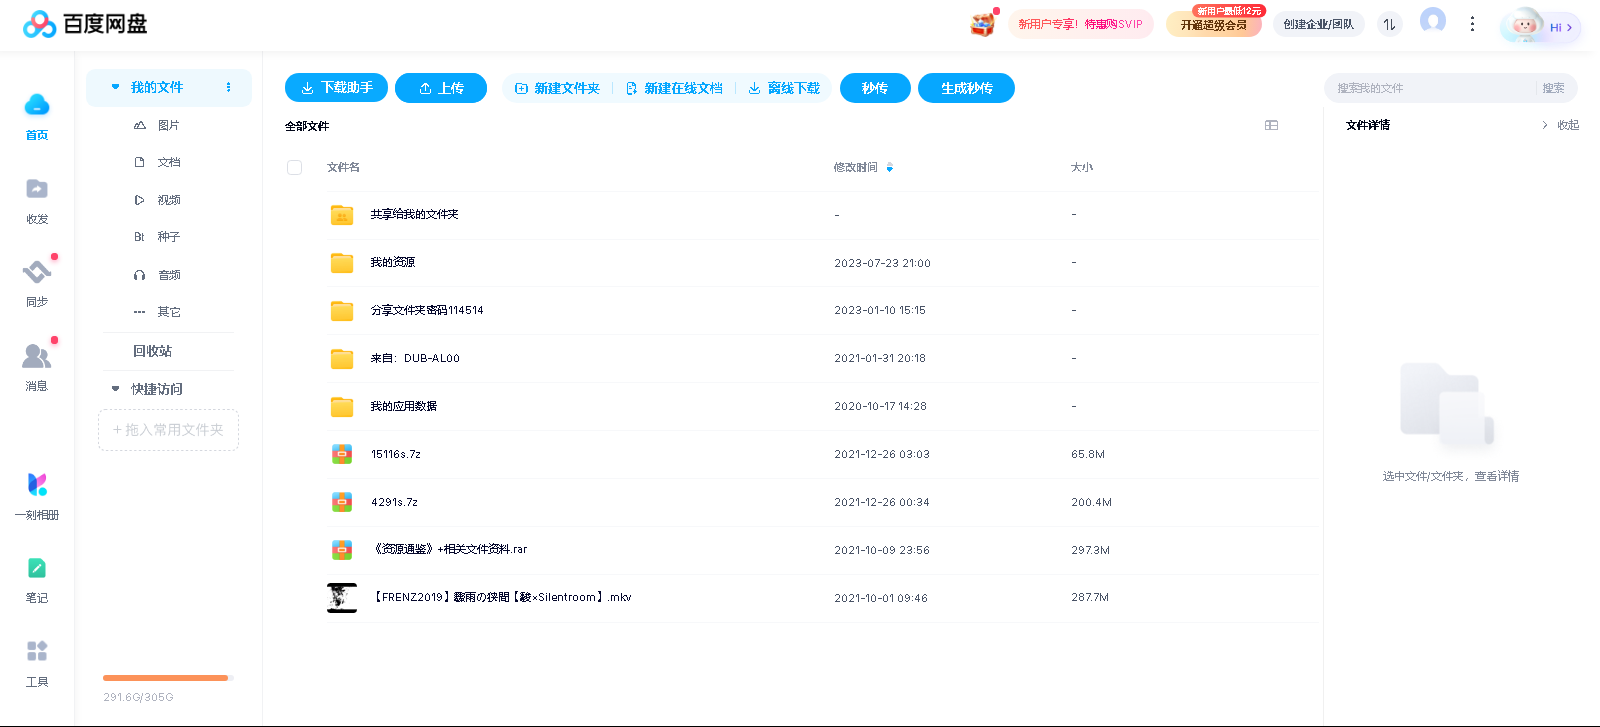 百度网盘
新用户专享！特惠购SVIP
新用户最低12元
开通超级会员
创建企业/团队
Hi >
首页
收发
同步
消息
一刻相册
笔记
工具
我的文件
图片
文档
视频
Bt 种子
音频
其它
回收站
快捷访问
+ 拖入常用文件夹
291.6G/305G
下载助手 上传 新建文件夹 新建在线文档 离线下载 秒传 生成秒传
搜索我的文件 搜索
全部文件
文件名 修改时间 大小
共享给我的文件夹 - -
我的资源 2023-07-23 21:00 -
分享文件夹密码114514 2023-01-10 15:15 -
来自：DUB-AL00 2021-01-31 20:18 -
我的应用数据 2020-10-17 14:28 -
15116s.7z 2021-12-26 03:03 65.8M
4291s.7z 2021-12-26 00:34 200.4M
《资源通鉴》+相关文件资料.rar 2021-10-09 23:56 297.3M
【FRENZ2019】驟雨の狭間【駿×Silentroom】.mkv 2021-10-01 09:46 287.7M
文件详情 > 收起
选中文件/文件夹，查看详情